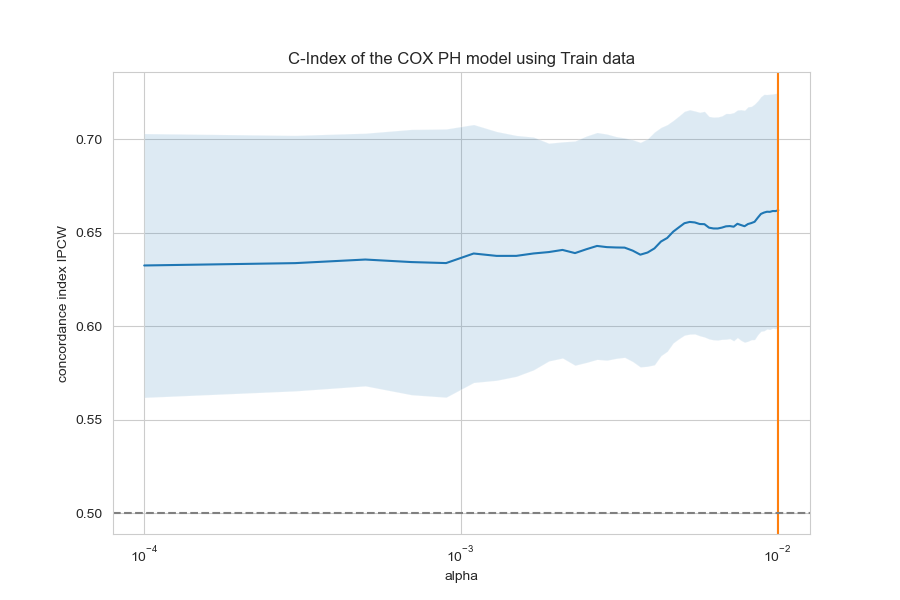 C-Index of the COX PH model using Train data
concordance index IPCW
0.70
0.65
0.60
0.55
0.50
10⁻⁴
10⁻³
10⁻²
alpha